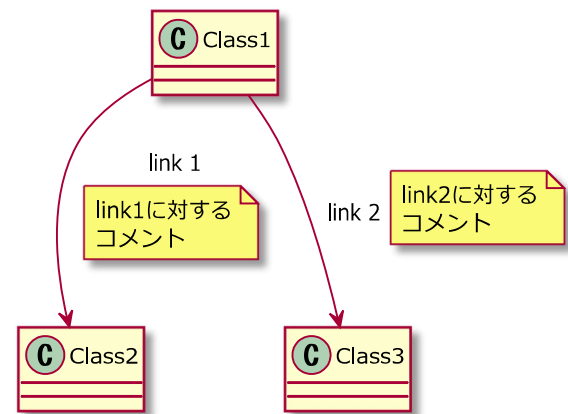 C Class1
link 1
link1に対する
コメント
link 2
link2に対する
コメント
C Class2
C Class3